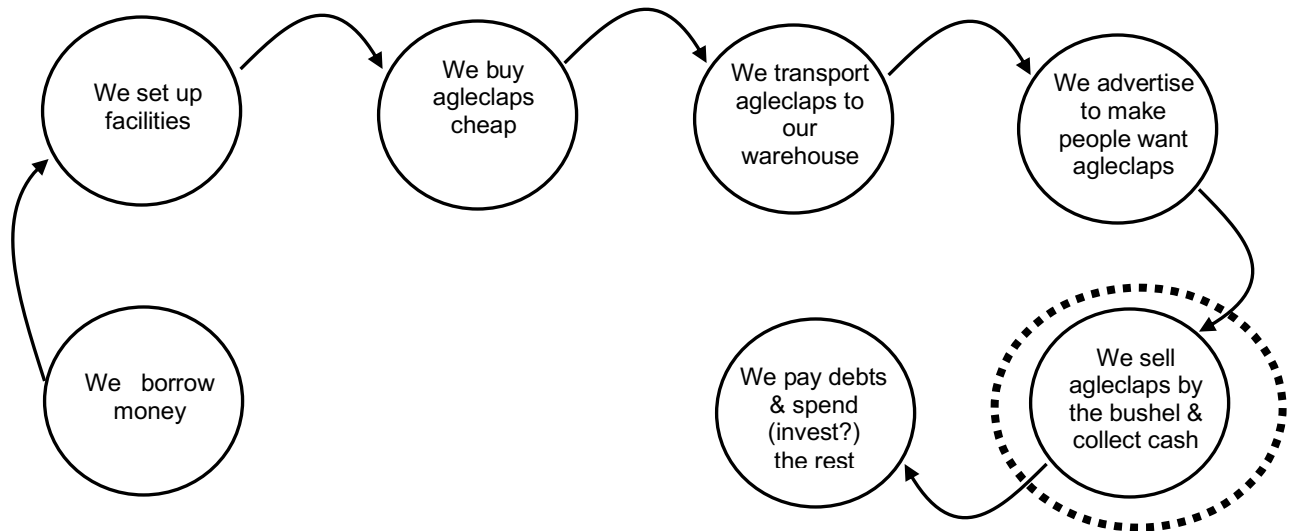 We set up
facilities
We buy
agleclaps
cheap
We transport
agleclaps to
our
warehouse
We advertise
to make
people want
agleclaps
We borrow
money
We pay debts
& spend
(invest?)
the rest
We sell
agleclaps by
the bushel &
collect cash